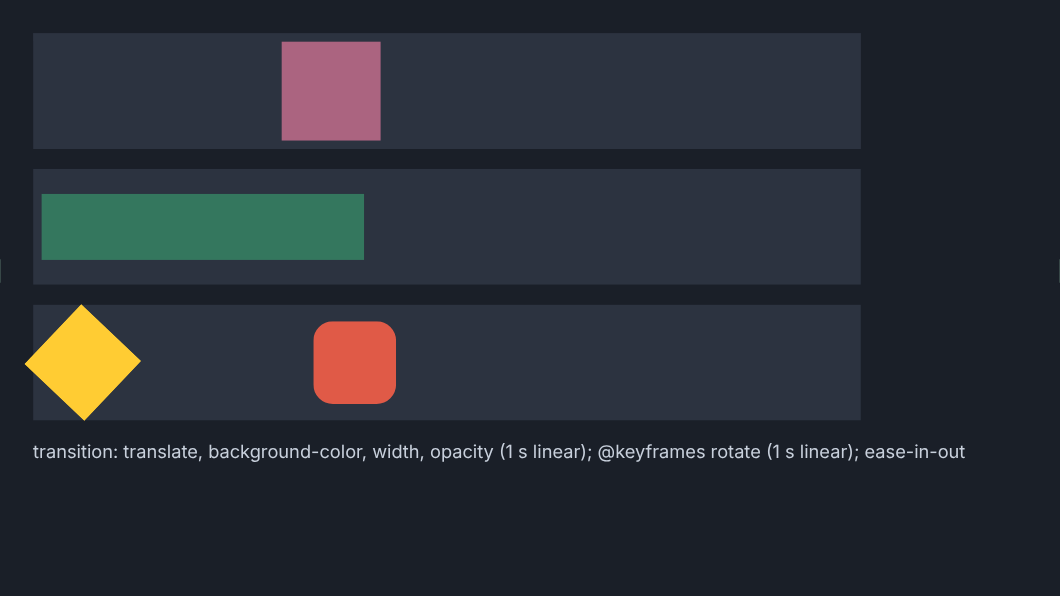 transition: translate, background-color, width, opacity (1 s linear); @keyframes rotate (1 s linear); ease-in-out